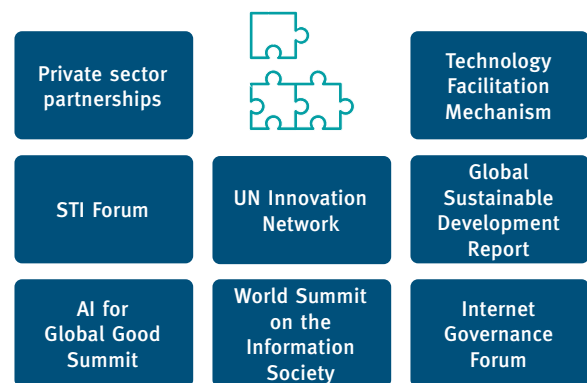 Private sector
partnerships
Technology
Facilitation
Mechanism
STI Forum
UN Innovation
Network
Global
Sustainable
Development
Report
AI for
Global Good
Summit
World Summit
on the
Information
Society
Internet
Governance
Forum